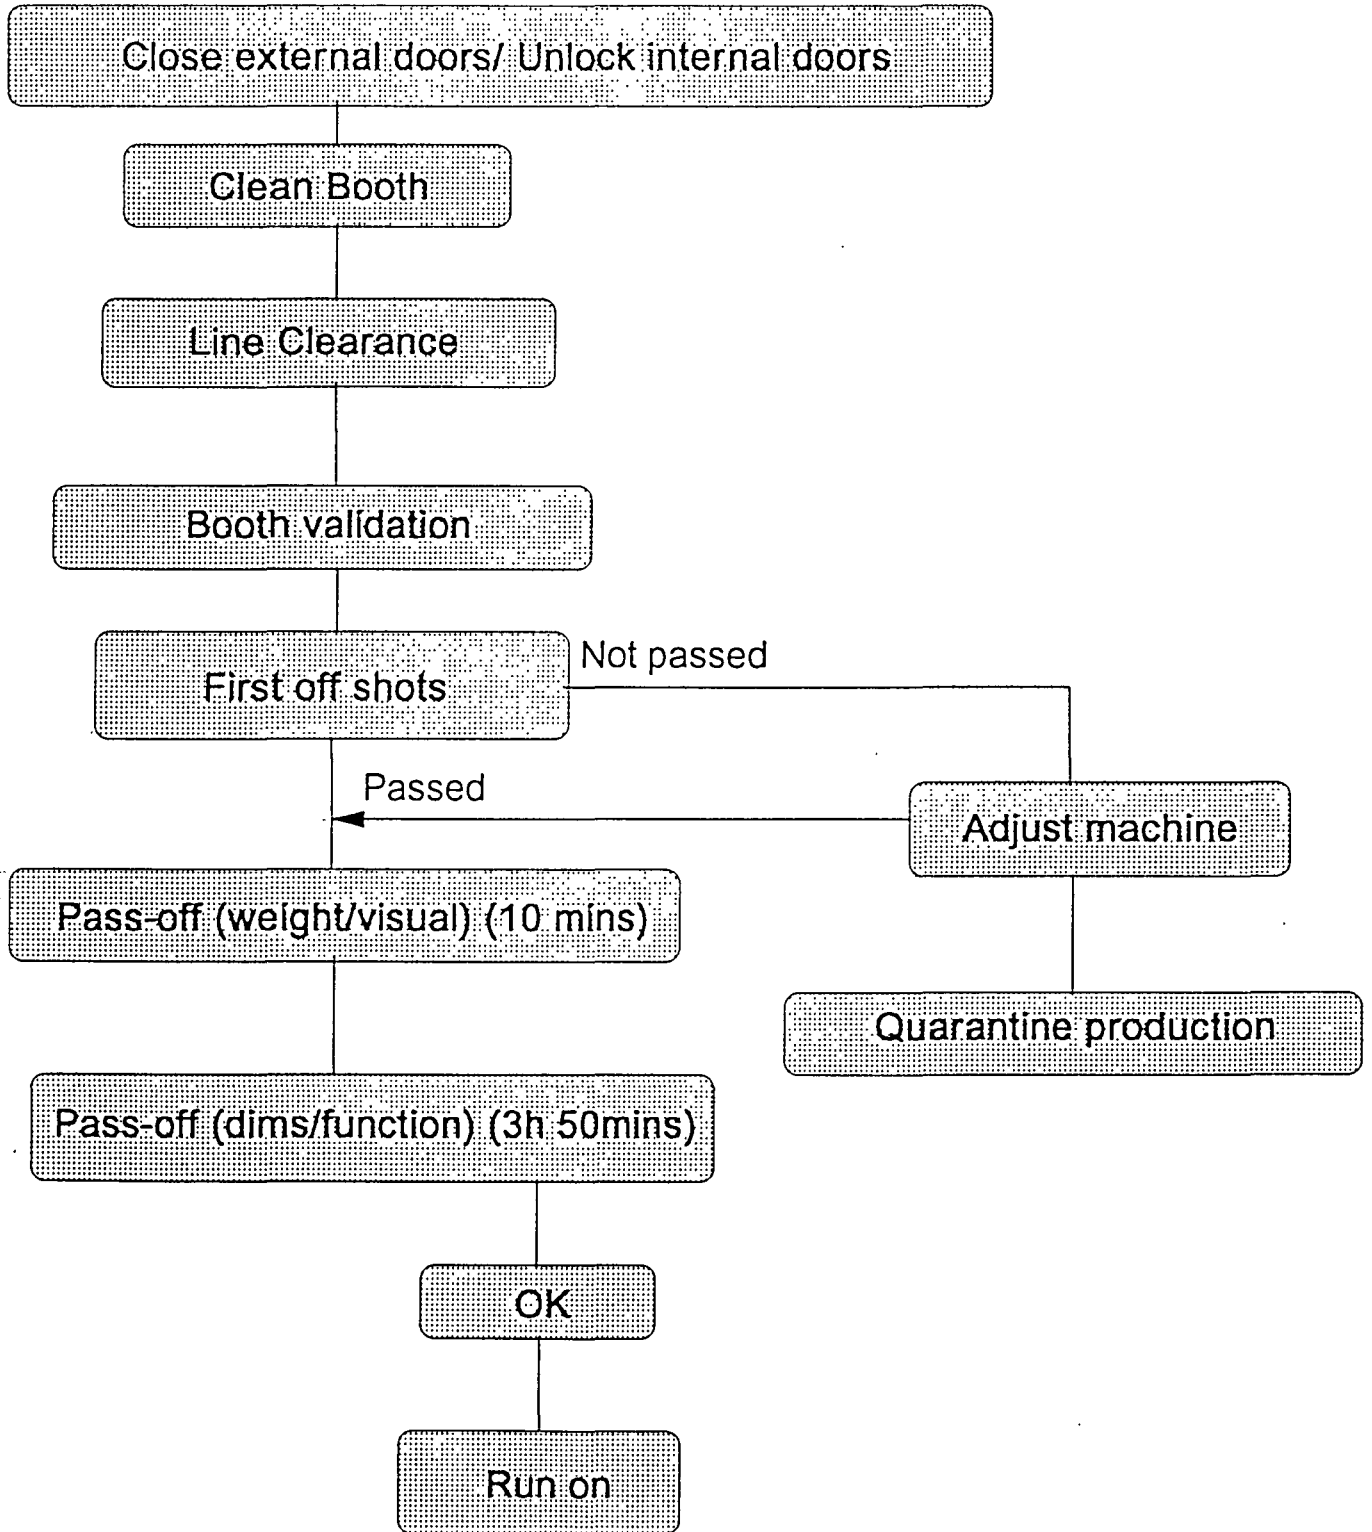 Close external doors/ Unlock internal doors
Clean Booth
Line Clearance
Booth validation
First off shots
Not passed
Passed
Adjust machine
Pass-off (weight/visual) (10 mins)
Quarantine production
Pass-off (dims/function) (3h 50mins)
OK
Run on